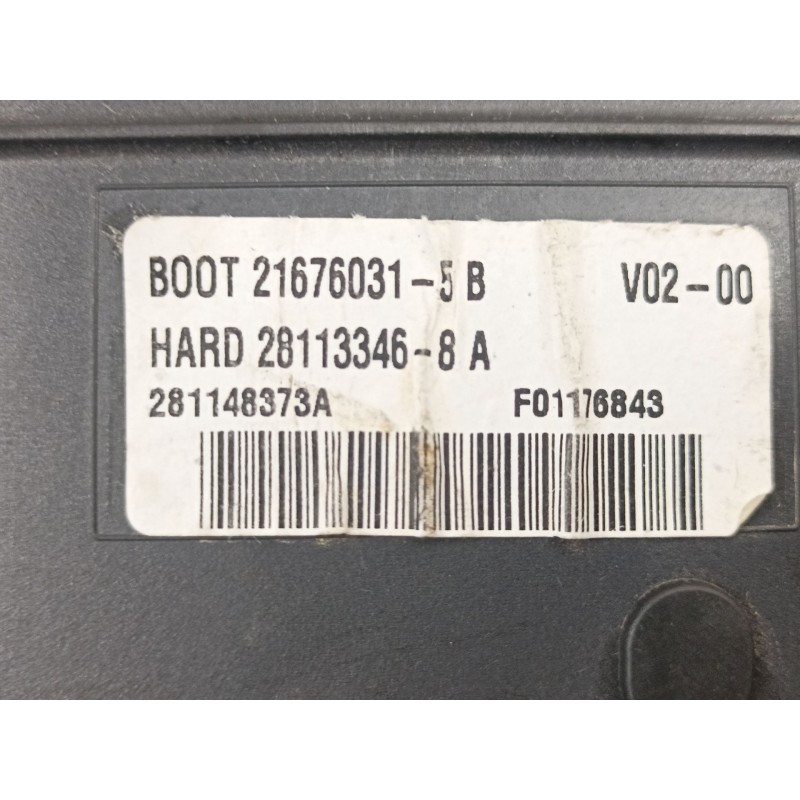 BOOT 21676031-5 B V02-00
HARD 28113346-8 A
281148373A F01176843